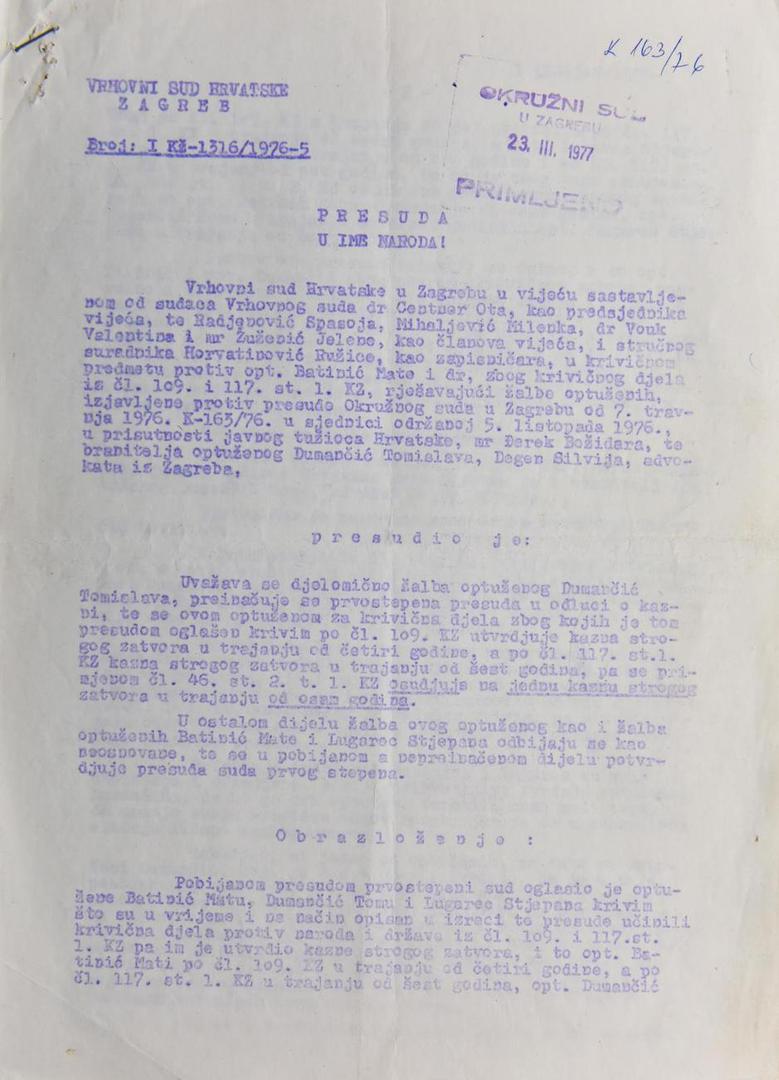 K 163/76
VRHOVNI SUD HRVATSKE
ZAGREB
OKRUŽNI SUD
U ZAGREBU
23. III. 1977
PRIMLJENO
Broj: I KŽ-1316/1976-5
PRESUDA
U IME NARODA!
Vrhovni sud Hrvatske u Zagrebu u vijeću sastavlje-
nom od sudaca Vrhovnog suda dr Centner Ota, kao predsjednika
vijeća, te Radjenović Spasoja, Mihaljević Milenka, dr Vouk
Valentina i mr Žuženić Jelene, kao članova vijeća, i stručnog
suradnika Horvatinović Ružice, kao zapisničara, u krivičnom
predmetu protiv opt. Batinić Mate i dr, zbog krivičnog djela
iz čl. 109. i 117. st. 1. KZ, rješavajući žalbe optuženih,
izjavljene protiv presude Okružnog suda u Zagrebu od 7. trav-
nja 1976. K-163/76. u sjednici održanoj 5. listopada 1976.,
u prisutnosti javnog tužioca Hrvatske, mr Đerek Božidara, te
branitelja optuženog Dumančić Tomislava, Degen Silvija, advo-
kata iz Zagreba,
presudio je:
Uvažava se djelomično žalba optuženog Dumančić
Tomislava, preinačuje se prvostepena presuda u odluci o kaz-
ni, te se ovom optuženom za krivična djela zbog kojih je tom
presudom oglašen krivim po čl. 109. KZ utvrdjuje kazna stro-
gog zatvora u trajanju od četiri godine, a po čl. 117. st.1.
KZ kazna strogog zatvora u trajanju od šest godina, pa se pri-
mjenom čl. 46. st. 2. t. 1. KZ osudjuje na jednu kaznu strogog
zatvora u trajanju od osam godina.
U ostalom dijelu žalba ovog optuženog kao i žalba
optuženih Batinić Mate i Lugarec Stjepana odbijaju se kao
neosnovane, te se u pobijanom a nepreinačenom dijelu potvr-
djuje presuda suda prvog stepena.
Obrazloženje:
Pobijanom presudom prvostepeni sud oglasio je optu-
žene Batinić Matu, Dumančić Tomu i Lugarec Stjepana krivim
što su u vrijeme i na način opisan u izreci te presude učinili
krivična djela protiv naroda i države iz čl. 109. i 117.st.
1. KZ pa im je utvrdio kazne strogog zatvora, i to opt. Ba-
tinić Mati po čl. 109. KZ u trajanju od četiri godine, a po
čl. 117. st. 1. KZ u trajanju od šest godina, opt. Dumančić